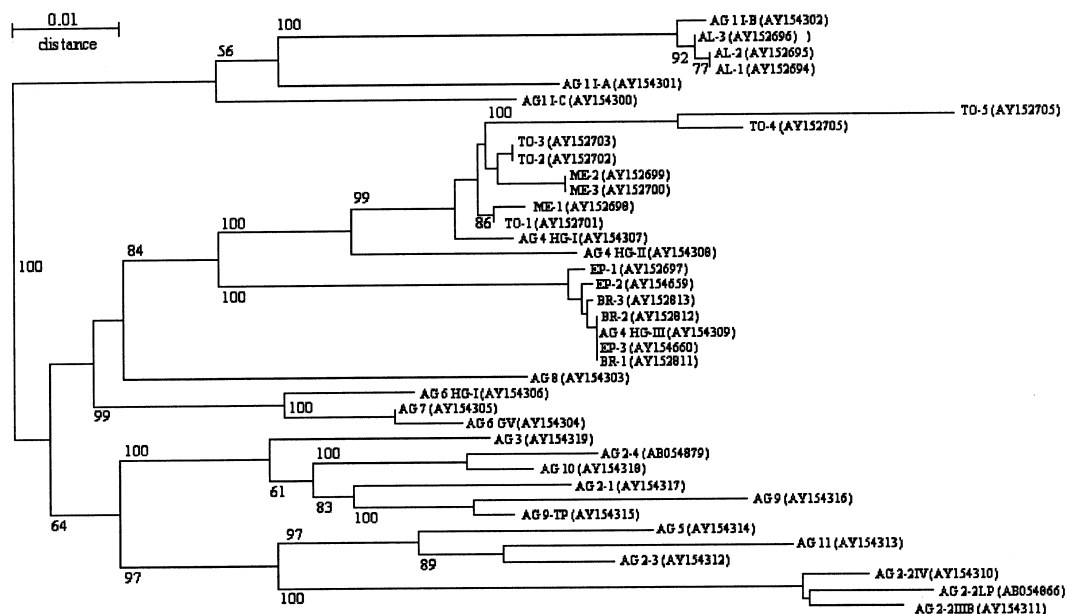 0.01
distance
100
AG 1 I-B (AY154302)
AL-3 (AY152696) )
AL-2 (AY152695)
92
77
AL-1 (AY152694)
56
AG1 I-A (AY154301)
AG1 I-C (AY154300)
100
TO-5 (AY152705)
TO-4 (AY152705)
TO-3 (AY152703)
TO-2 (AY152702)
ME-2 (AY152699)
ME-3 (AY152700)
99
ME-1 (AY152698)
86
TO-1 (AY152701)
100
AG 4 HG-I (AY154307)
84
AG 4 HG-II (AY154308)
100
EP-1 (AY152697)
100
EP-2 (AY154659)
BR-3 (AY152813)
BR-2 (AY152812)
AG 4 HG-III (AY154309)
EP-3 (AY154660)
BR-1 (AY152811)
AG 8 (AY154303)
AG 6 HG-I (AY154306)
99
100
AG 7 (AY154305)
AG 6 GV (AY154304)
AG 3 (AY154319)
100
100
AG 2-4 (AB054879)
AG 10 (AY154318)
61
AG 2-1 (AY154317)
83
AG 9 (AY154316)
100
AG 9-TP (AY154315)
64
AG 5 (AY154314)
97
AG 11 (AY154313)
89
AG 2-3 (AY154312)
97
AG 2-2IV (AY154310)
100
AG 2-2LP (AB054866)
AG 2-2IIIB (AY154311)